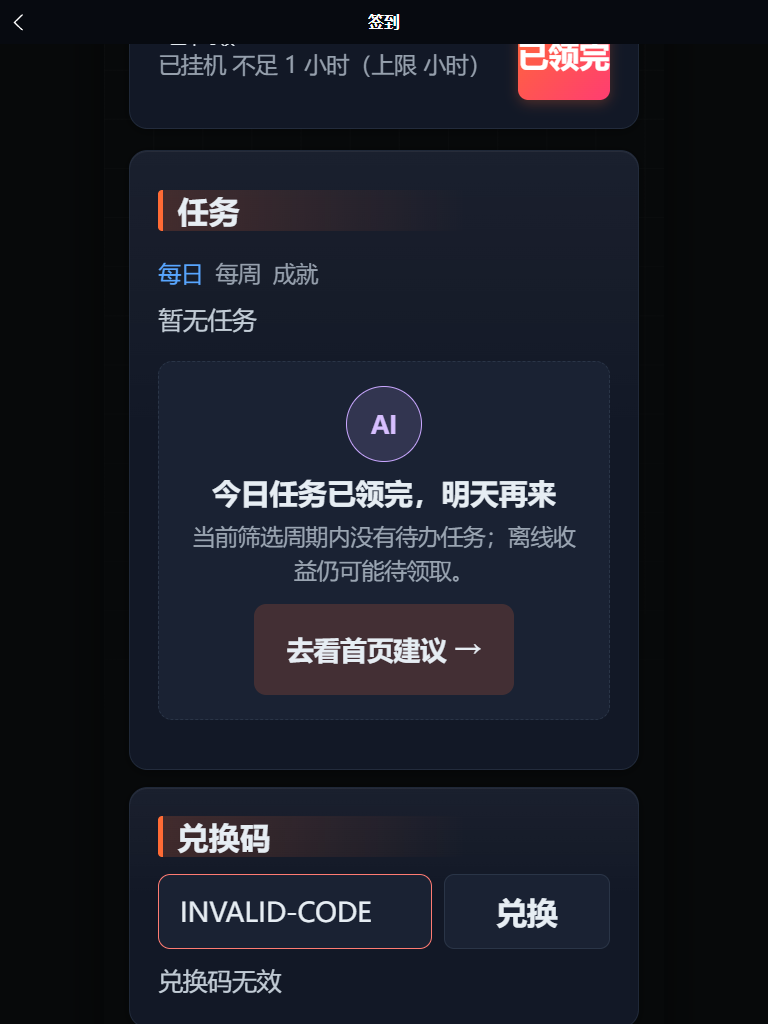 签到
已挂机 不足 1 小时（上限 小时）
已领完
任务
每日 每周 成就
暂无任务
AI
今日任务已领完，明天再来
当前筛选周期内没有待办任务；离线收
益仍可能待领取。
去看首页建议 →
兑换码
INVALID-CODE
兑换
兑换码无效